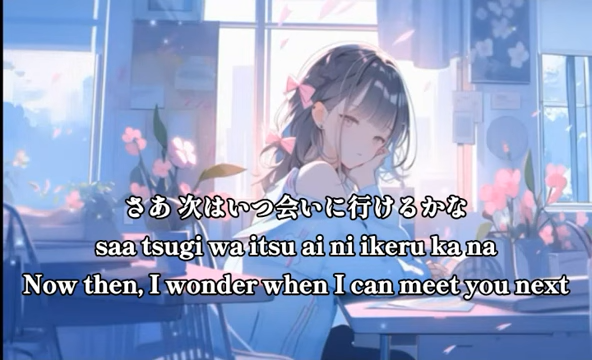 さあ 次はいつ会いに行けるかな
saa tsugi wa itsu ai ni ikeru ka na
Now then, I wonder when I can meet you next